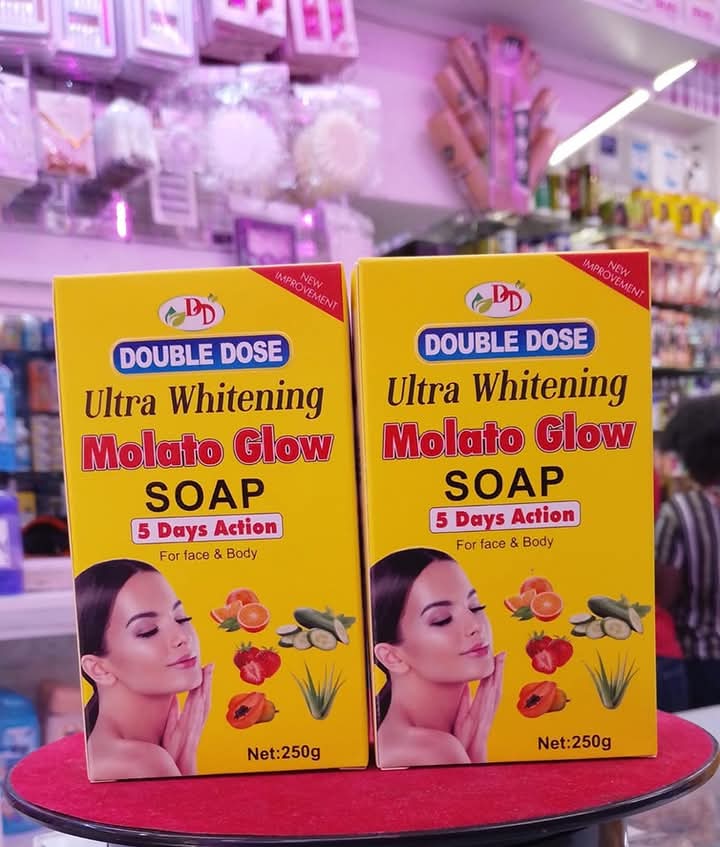 NEW
IMPROVEMENT
DD
DOUBLE DOSE
Ultra Whitening
Molato Glow
SOAP
5 Days Action
For face & Body
Net:250g
NEW
IMPROVEMENT
DD
DOUBLE DOSE
Ultra Whitening
Molato Glow
SOAP
5 Days Action
For face & Body
Net:250g